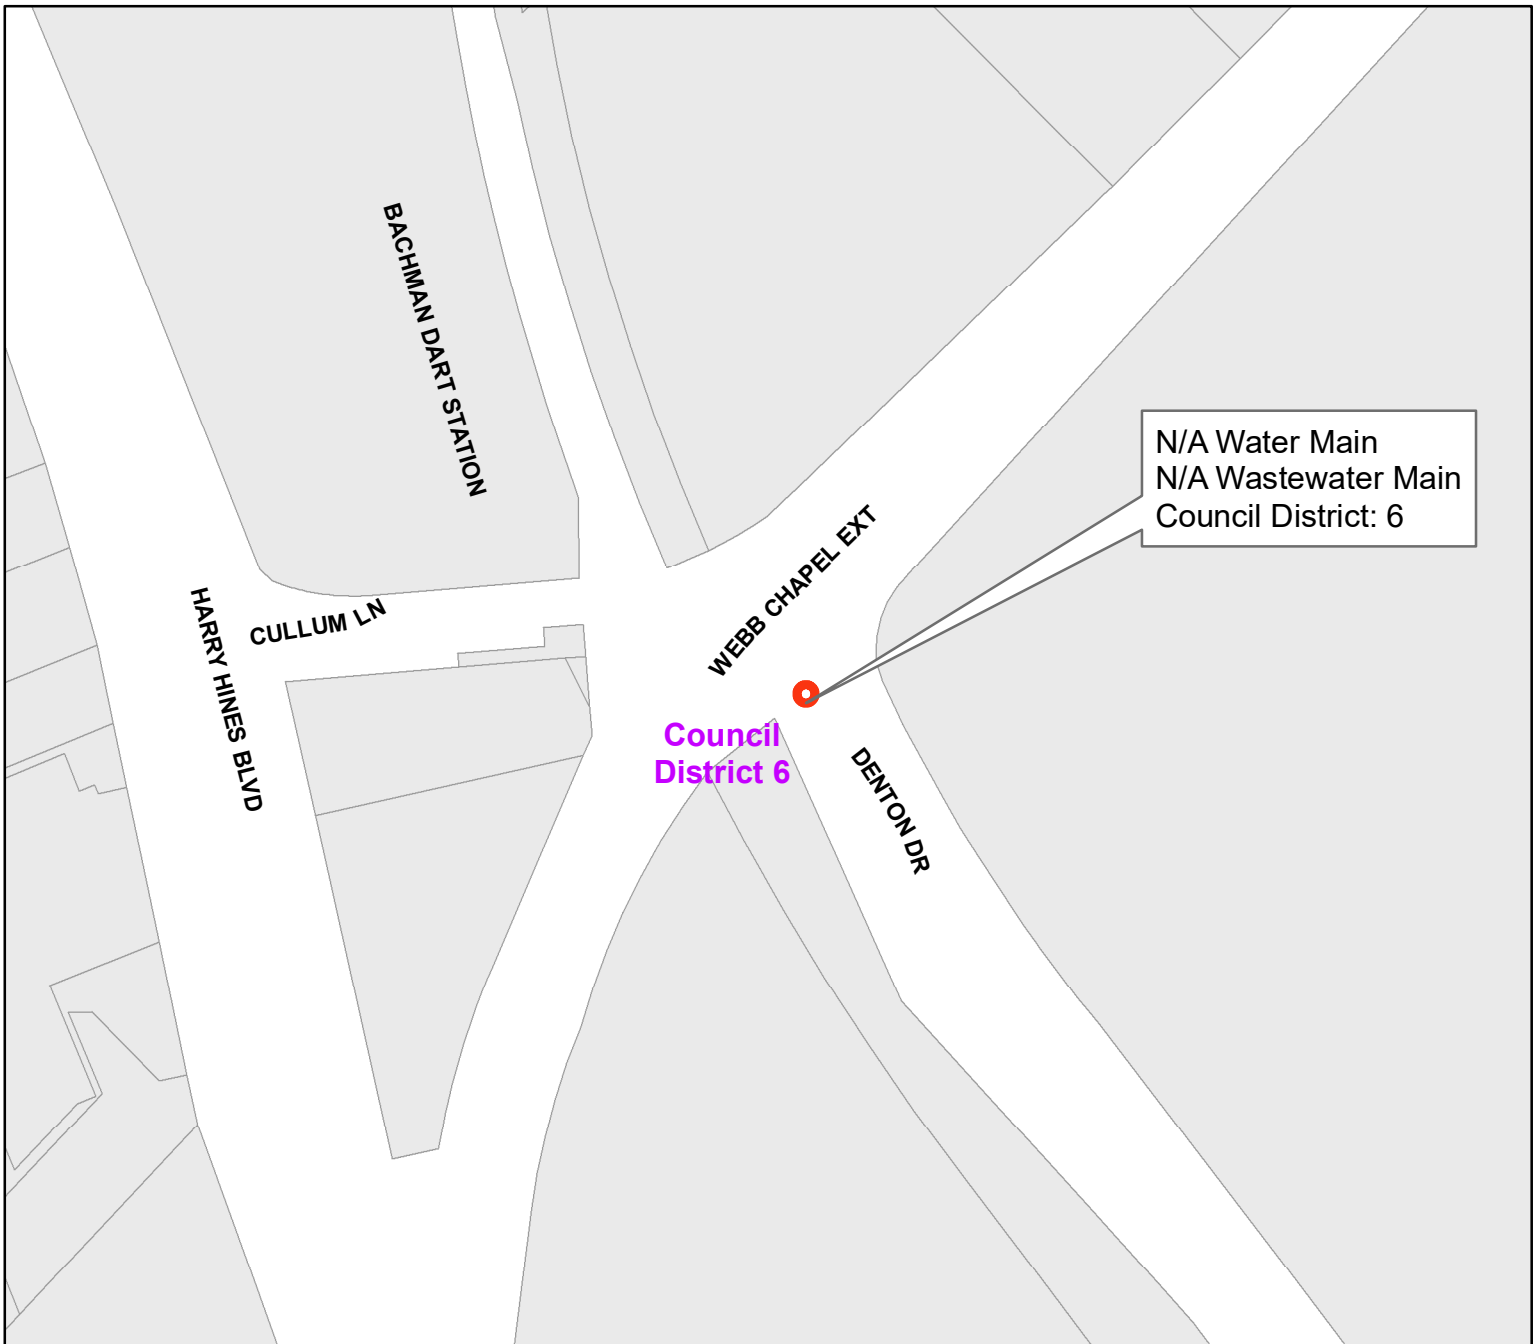 BACHMAN DART STATION
N/A Water Main
N/A Wastewater Main
Council District: 6
WEBB CHAPEL EXT
CULLUM LN
HARRY HINES BLVD
Council
District 6
DENTON DR